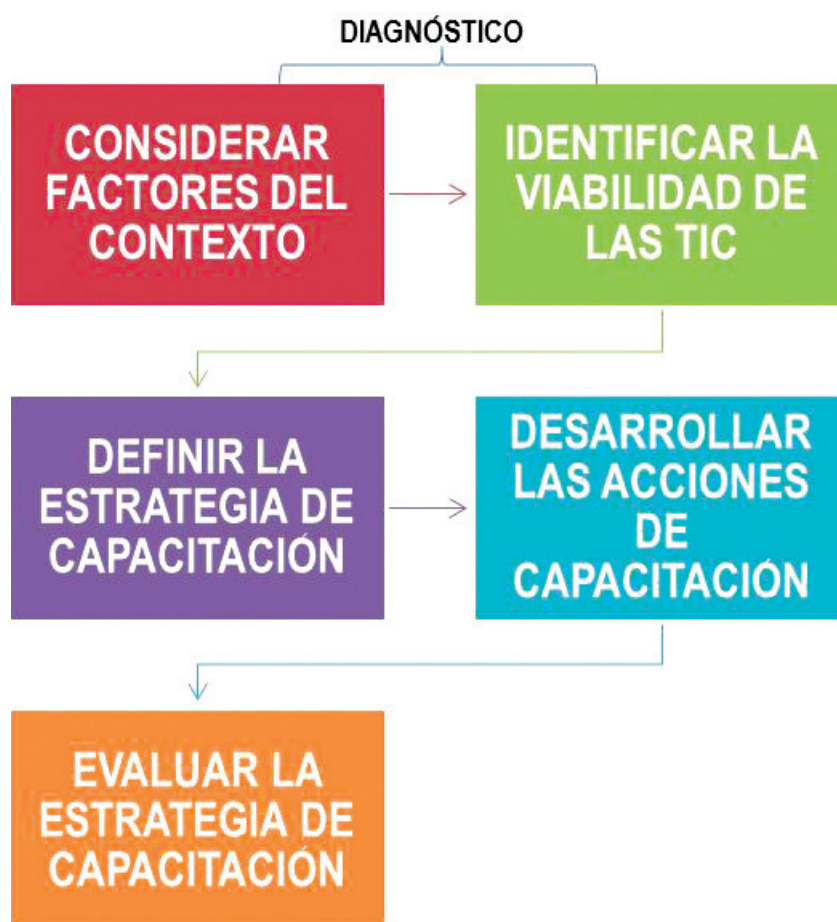 DIAGNÓSTICO
CONSIDERAR
FACTORES DEL
CONTEXTO
IDENTIFICAR LA
VIABILIDAD DE
LAS TIC
DEFINIR LA
ESTRATEGIA DE
CAPACITACIÓN
DESARROLLAR
LAS ACCIONES
DE
CAPACITACIÓN
EVALUAR LA
ESTRATEGIA DE
CAPACITACIÓN